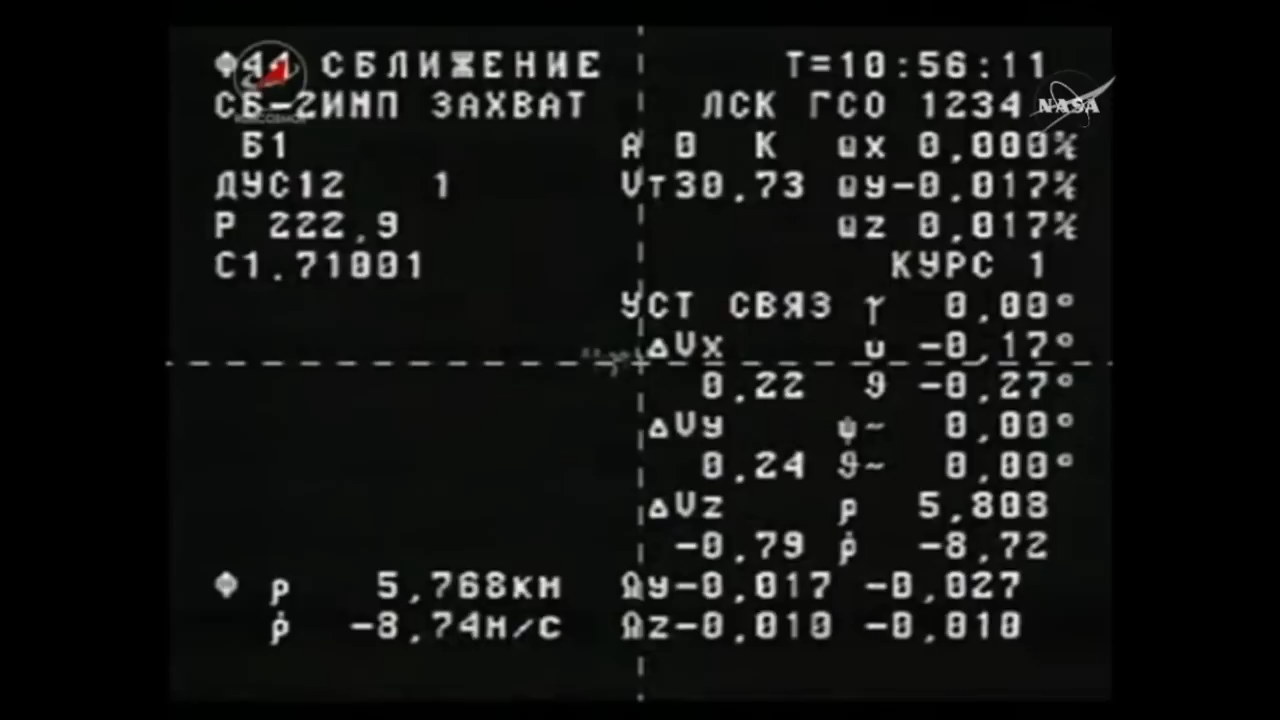 Ф44 СБЛИЖЕНИЕ Т=10:56:11
СБ-2ИМП ЗАХВАТ ЛСК ГСО 1234
NASA
Б1 А 0 К ωx 0,000%
ДУС12 1 Vт30,73 ωy-0,017%
Р 222,9 ωz 0,017%
С1.71001 КУРС 1
УСТ СВЯЗ γ 0,00°
ΔVx υ -0,17°
0,22 ϑ -0,27°
ΔVy ψ~ 0,00°
0,24 ϑ~ 0,00°
ΔVz ρ 5,808
-0,79 ρ̇ -8,72
Ф ρ 5,768км Ωy-0,017 -0,027
ρ̇ -8,74м/с Ωz-0,010 -0,010